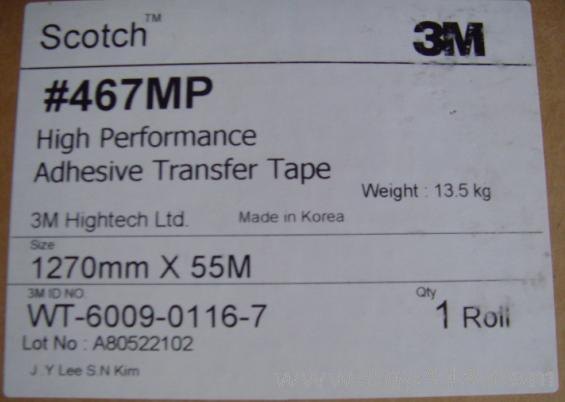 Scotch™
3M
#467MP
High Performance
Adhesive Transfer Tape
Weight : 13.5 kg
3M Hightech Ltd.
Made in Korea
Size
1270mm X 55M
3M ID NO.
WT-6009-0116-7
Qty
1 Roll
Lot No : A80522102
J .Y Lee S.N Kim